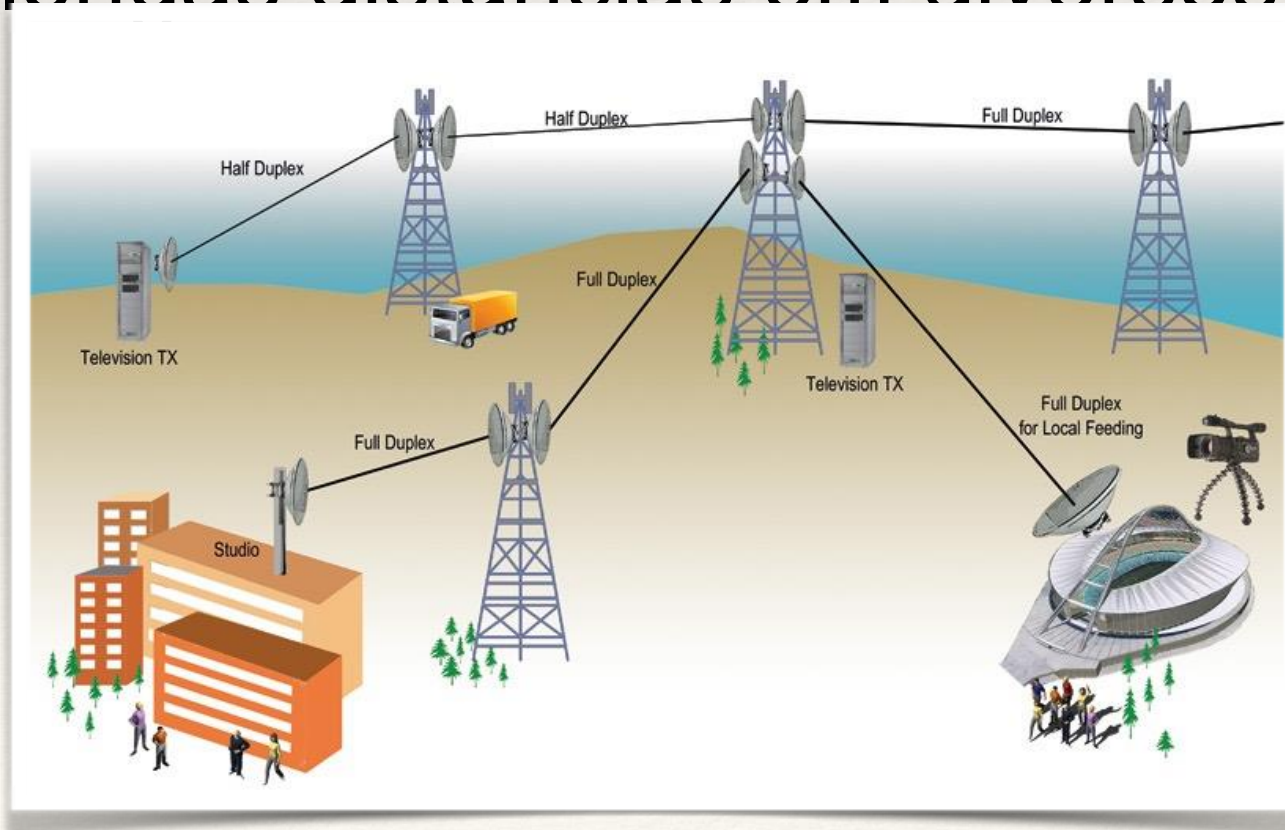 Half Duplex
Full Duplex
Half Duplex
Full Duplex
Television TX
Television TX
Full Duplex
for Local Feeding
Full Duplex
Studio